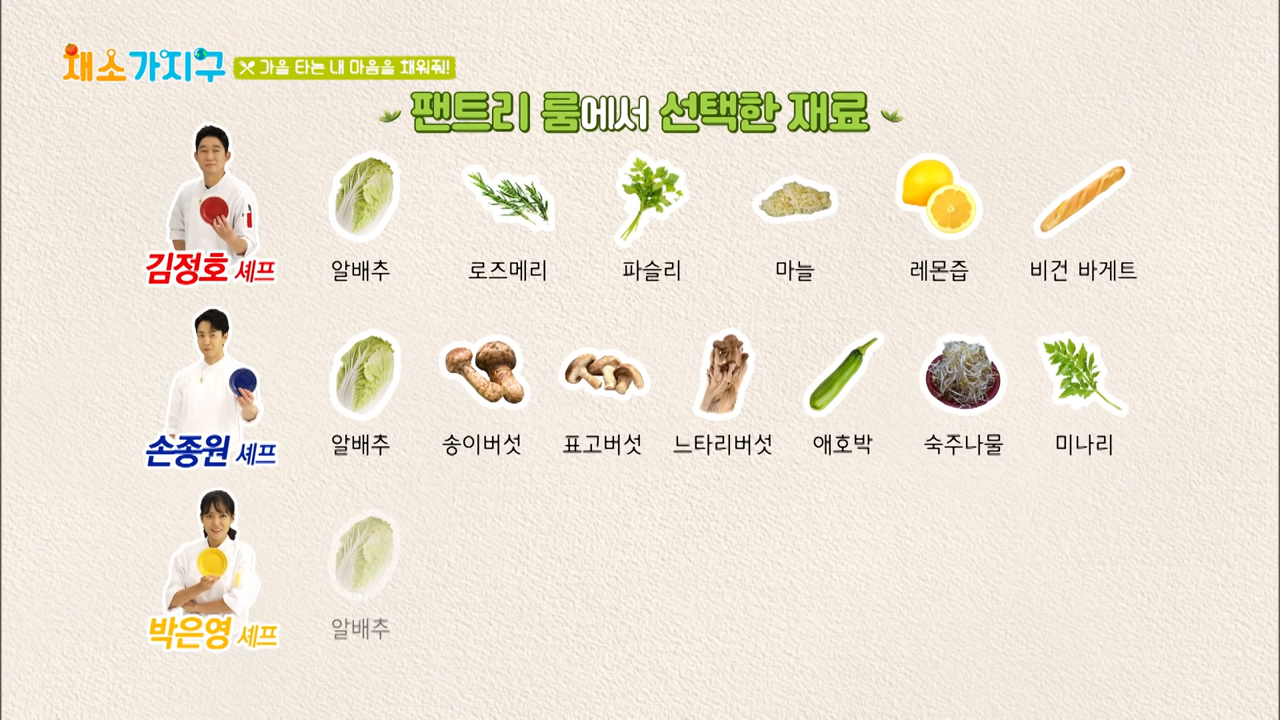 채소가지구 가을 타는 내 마음을 채워줘!
팬트리 룸에서 선택한 재료
김정호 셰프
알배추 로즈메리 파슬리 마늘 레몬즙 비건 바게트
손종원 셰프
알배추 송이버섯 표고버섯 느타리버섯 애호박 숙주나물 미나리
박은영 셰프
알배추